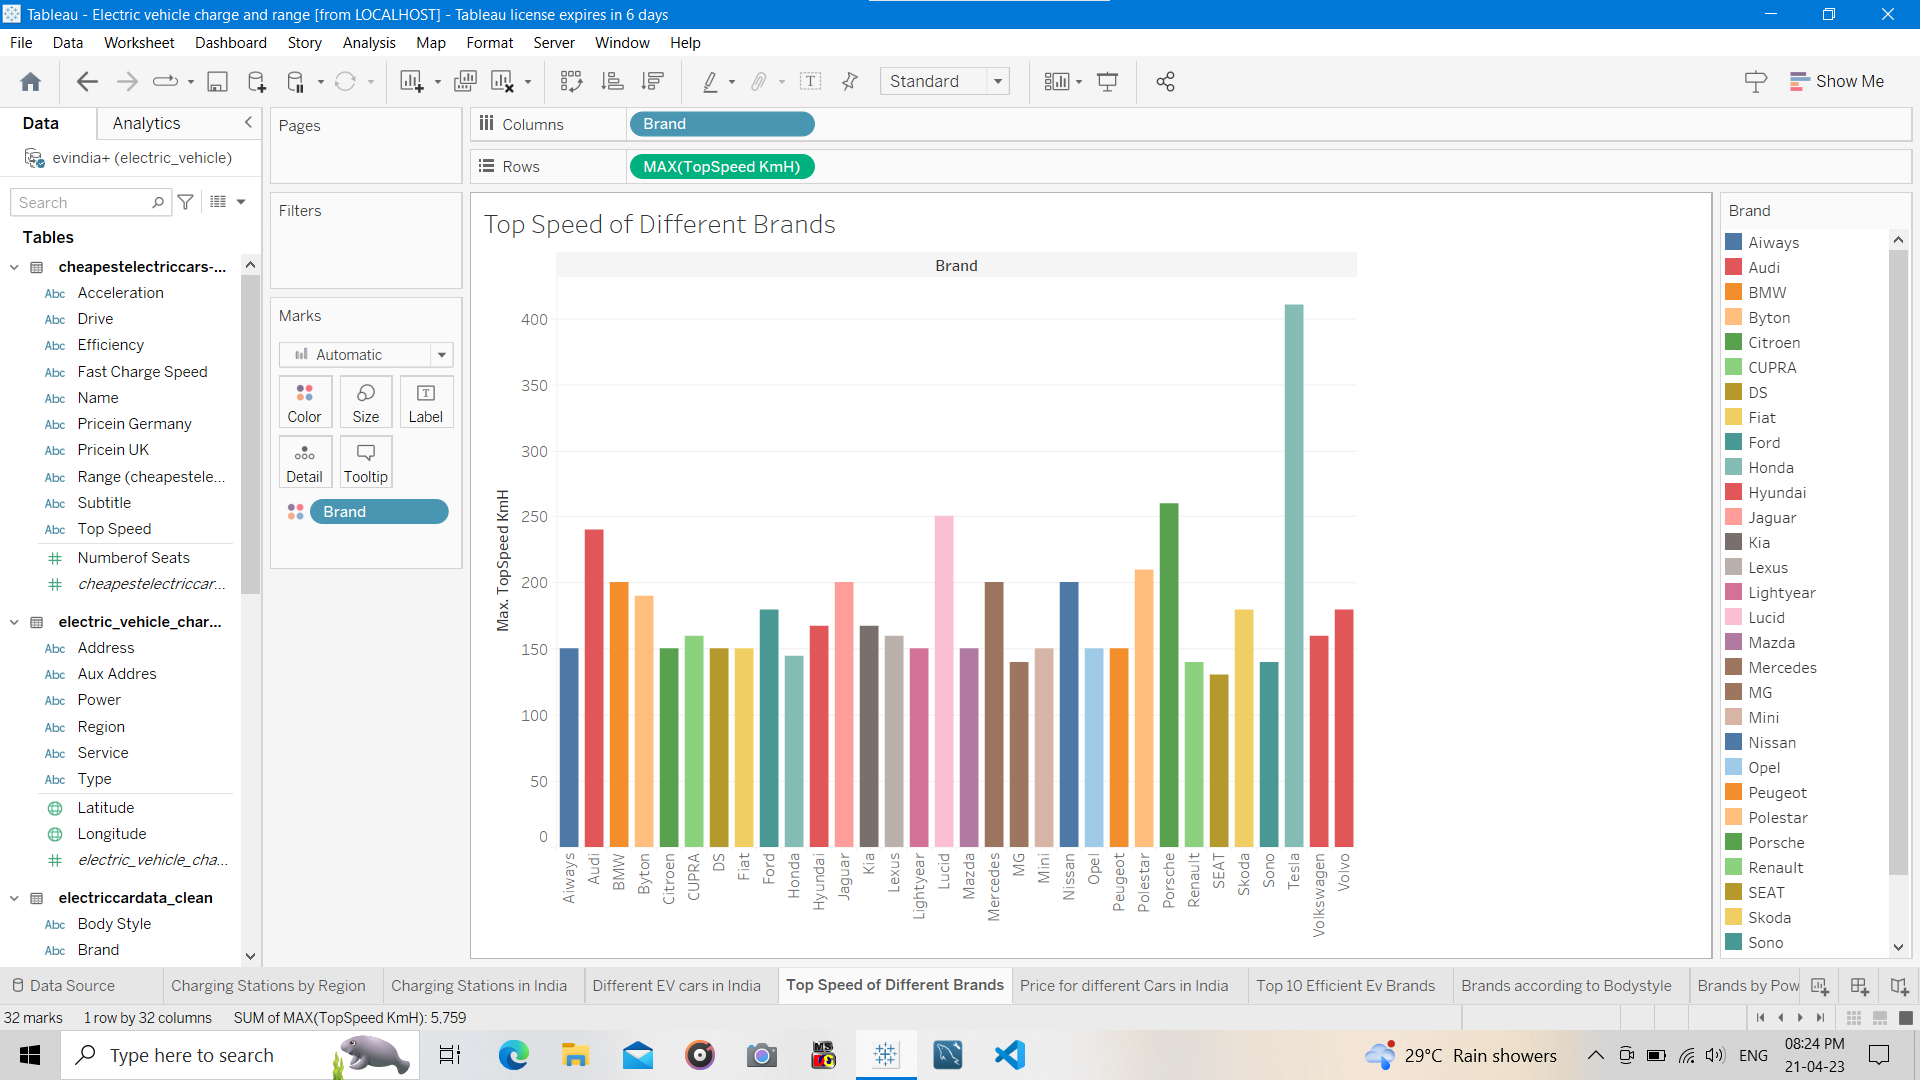 Tableau - Electric vehicle charge and range [from LOCALHOST] - Tableau license expires in 6 days
File Data Worksheet Dashboard Story Analysis Map Format Server Window Help
Standard
Show Me
Data Analytics
evindia+ (electric_vehicle)
Search
Tables
cheapestelectriccars-...
Abc Acceleration
Abc Drive
Abc Efficiency
Abc Fast Charge Speed
Abc Name
Abc Pricein Germany
Abc Pricein UK
Abc Range (cheapestele...
Abc Subtitle
Abc Top Speed
Numberof Seats
cheapestelectriccar...
electric_vehicle_char...
Abc Address
Abc Aux Addres
Abc Power
Abc Region
Abc Service
Abc Type
Latitude
Longitude
electric_vehicle_cha...
electriccardata_clean
Abc Body Style
Abc Brand
Pages
Filters
Marks
Automatic
Color Size Label
Detail Tooltip
Brand
Columns Brand
Rows MAX(TopSpeed KmH)
Top Speed of Different Brands
Brand
Max. TopSpeed KmH
400
350
300
250
200
150
100
50
0
Aiways
Audi
BMW
Byton
Citroen
CUPRA
DS
Fiat
Ford
Honda
Hyundai
Jaguar
Kia
Lexus
Lightyear
Lucid
Mazda
Mercedes
MG
Mini
Nissan
Opel
Peugeot
Polestar
Porsche
Renault
SEAT
Skoda
Sono
Tesla
Volkswagen
Volvo
Brand
Aiways
Audi
BMW
Byton
Citroen
CUPRA
DS
Fiat
Ford
Honda
Hyundai
Jaguar
Kia
Lexus
Lightyear
Lucid
Mazda
Mercedes
MG
Mini
Nissan
Opel
Peugeot
Polestar
Porsche
Renault
SEAT
Skoda
Sono
Data Source Charging Stations by Region Charging Stations in India Different EV cars in India Top Speed of Different Brands Price for different Cars in India Top 10 Efficient Ev Brands Brands according to Bodystyle Brands by Pow
32 marks 1 row by 32 columns SUM of MAX(TopSpeed KmH): 5,759
Type here to search
29°C Rain showers
ENG
08:24 PM
21-04-23